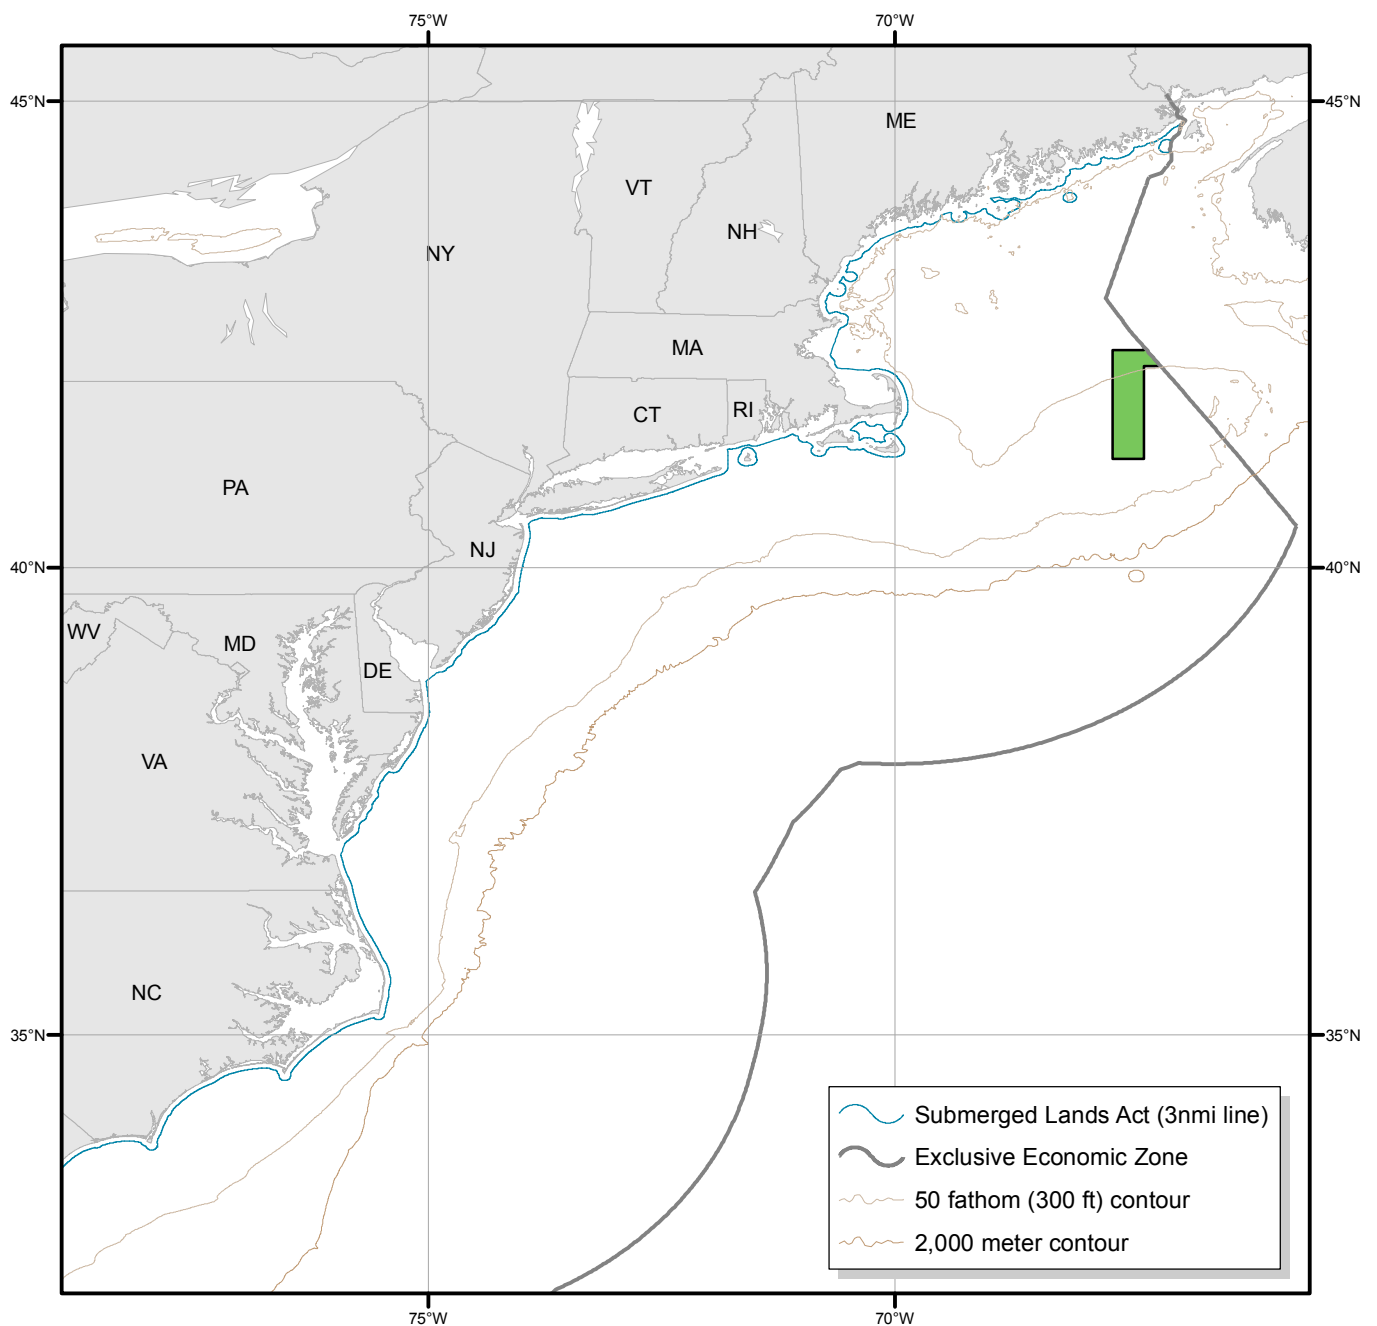 75°W 70°W
45°N 45°N
ME
VT
NH
NY
MA
CT RI
PA
NJ
40°N 40°N
WV
MD
DE
VA
NC
35°N 35°N
Submerged Lands Act (3nmi line)
Exclusive Economic Zone
50 fathom (300 ft) contour
2,000 meter contour
75°W 70°W